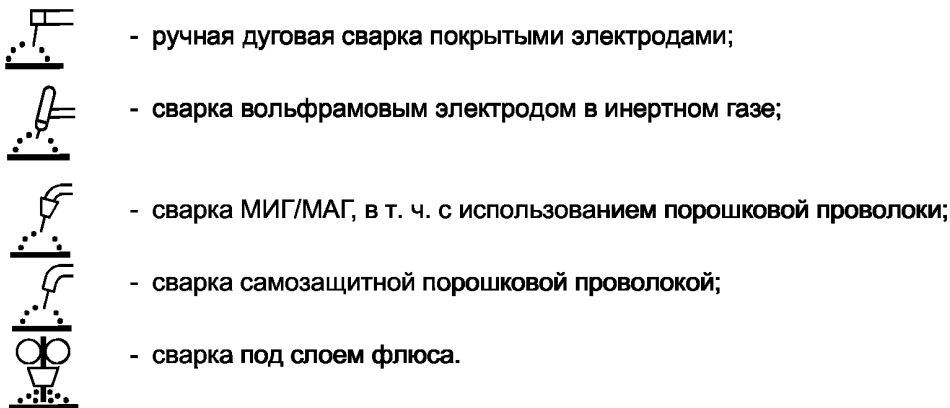 - ручная дуговая сварка покрытыми электродами;
- сварка вольфрамовым электродом в инертном газе;
- сварка МИГ/МАГ, в т. ч. с использованием порошковой проволоки;
- сварка самозащитной порошковой проволокой;
- сварка под слоем флюса.